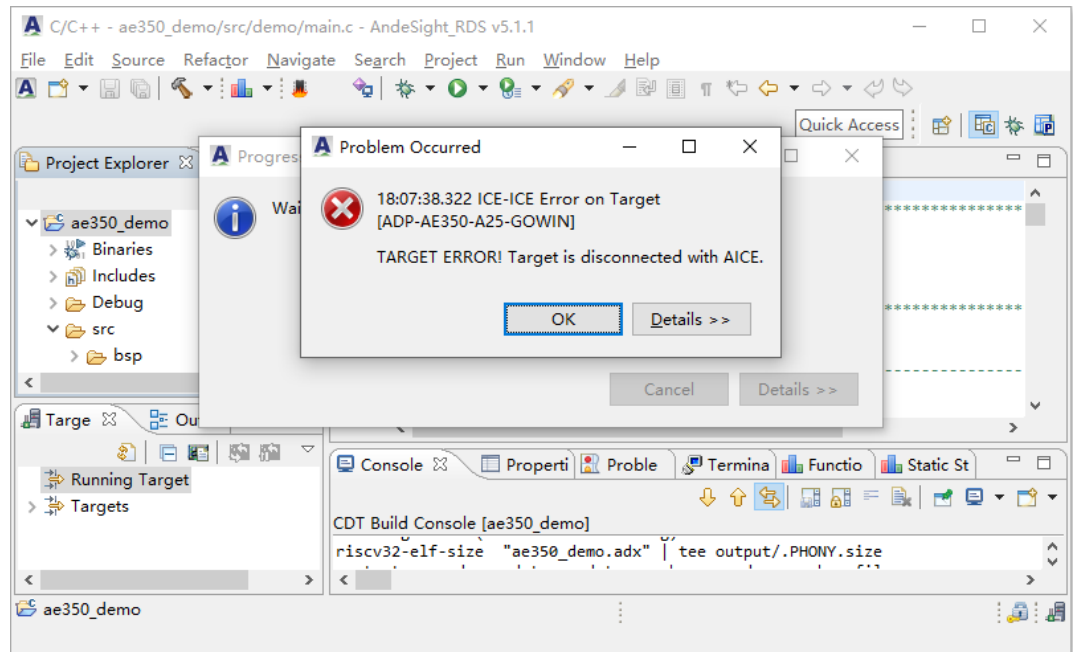 C/C++ - ae350_demo/src/demo/main.c - AndeSight_RDS v5.1.1
File Edit Source Refactor Navigate Search Project Run Window Help
Quick Access
Project Explorer
ae350_demo
Binaries
Includes
Debug
src
bsp
Progres
Wai
Problem Occurred
18:07:38.322 ICE-ICE Error on Target
[ADP-AE350-A25-GOWIN]
TARGET ERROR! Target is disconnected with AICE.
OK
Details >>
Cancel
Details >>
****************
****************
Targe
Ou
Running Target
Targets
Console
Properti
Proble
Termina
Functio
Static St
CDT Build Console [ae350_demo]
riscv32-elf-size "ae350_demo.adx" | tee output/.PHONY.size
ae350_demo